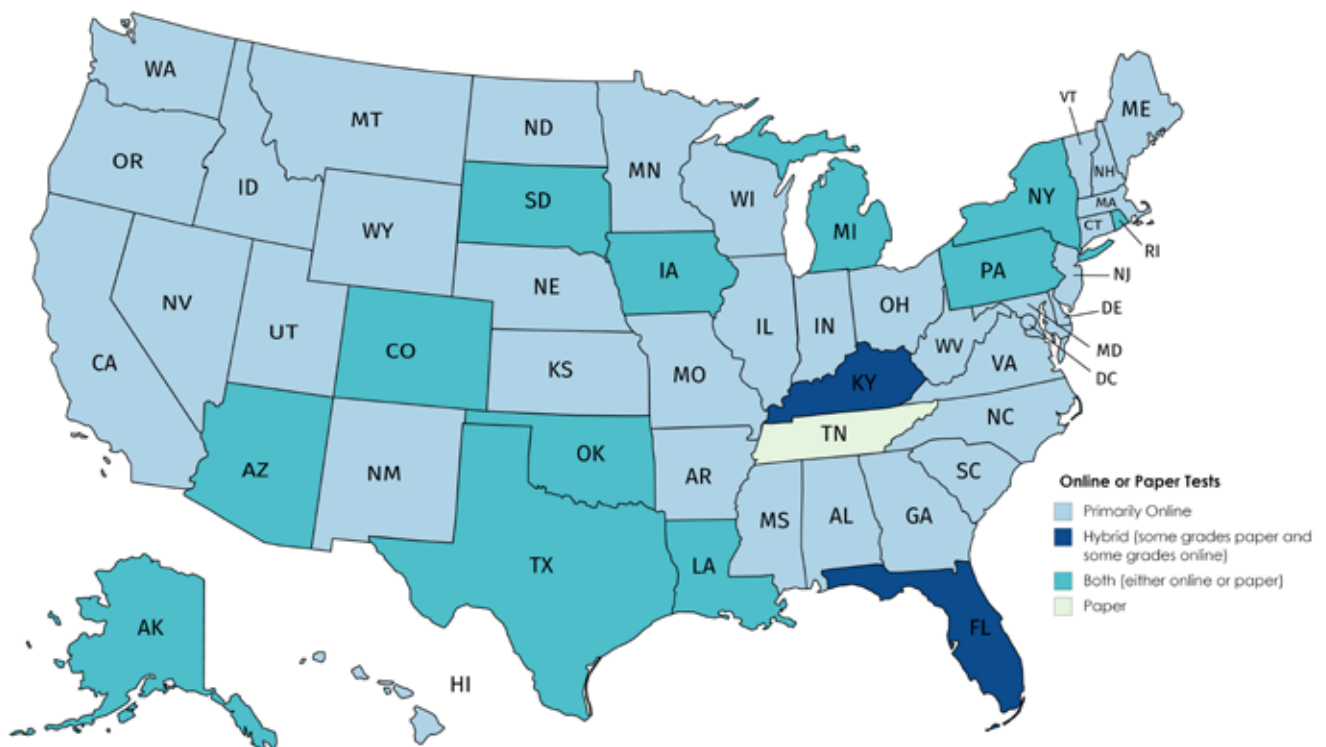 WA
MT
ND
MN
VT
ME
OR
ID
SD
WI
NH
NY
MA
WY
MI
CT
RI
IA
PA
NE
NJ
NV
OH
DE
UT
IL
IN
CO
WV
MD
CA
KS
MO
VA
DC
KY
NC
TN
OK
AZ
NM
AR
SC
MS
AL
GA
TX
LA
AK
FL
HI
Online or Paper Tests
Primarily Online
Hybrid (some grades paper and
some grades online)
Both (either online or paper)
Paper